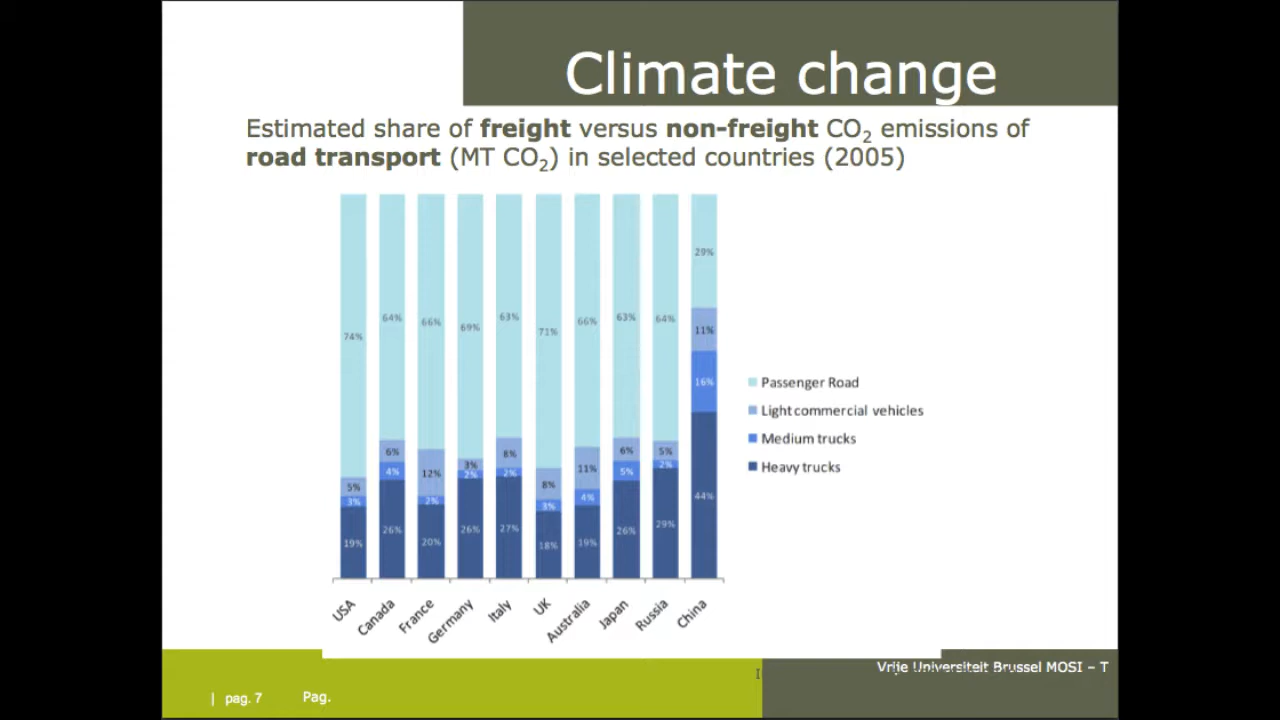 Climate change
Estimated share of freight versus non-freight CO2 emissions of
road transport (MT CO2) in selected countries (2005)
74% 64% 66% 69% 63% 71% 66% 63% 64% 29%
5% 6% 12% 3% 8% 8% 11% 6% 5% 11%
3% 4% 2% 2% 2% 3% 4% 5% 2% 16%
19% 26% 20% 26% 27% 18% 19% 26% 29% 44%
Passenger Road
Light commercial vehicles
Medium trucks
Heavy trucks
USA Canada France Germany Italy UK Australia Japan Russia China
Vrije Universiteit Brussel MOSI – T
| pag. 7 Pag.